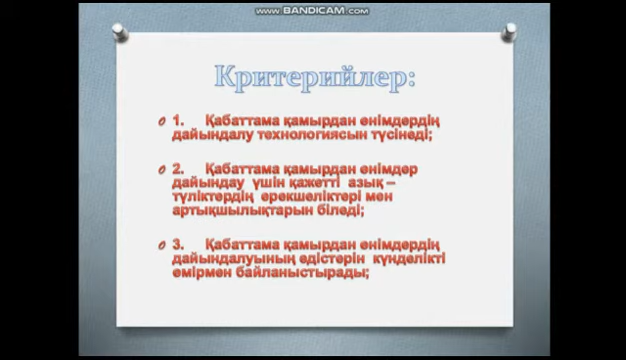 www.BANDICAM.com
Критерийлер:
1. Қабаттама қамырдан өнімдердің
дайындалу технологиясын түсінеді;
2. Қабаттама қамырдан өнімдер
дайындау үшін қажетті азық –
түліктердің ерекшеліктері мен
артықшылықтарын біледі;
3. Қабаттама қамырдан өнімдердің
дайындалуының әдістерін күнделікті
өмірмен байланыстырады;